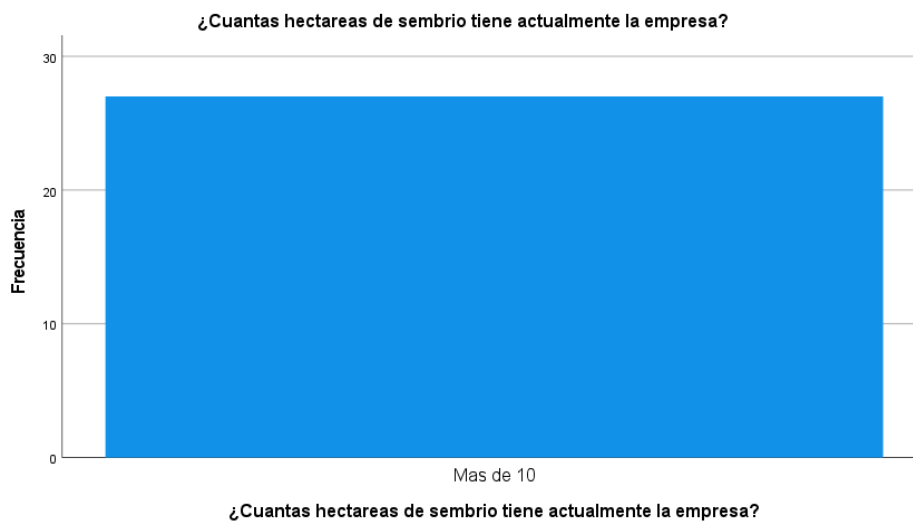 ¿Cuantas hectareas de sembrio tiene actualmente la empresa?
30
20
10
0
Frecuencia
Mas de 10
¿Cuantas hectareas de sembrio tiene actualmente la empresa?